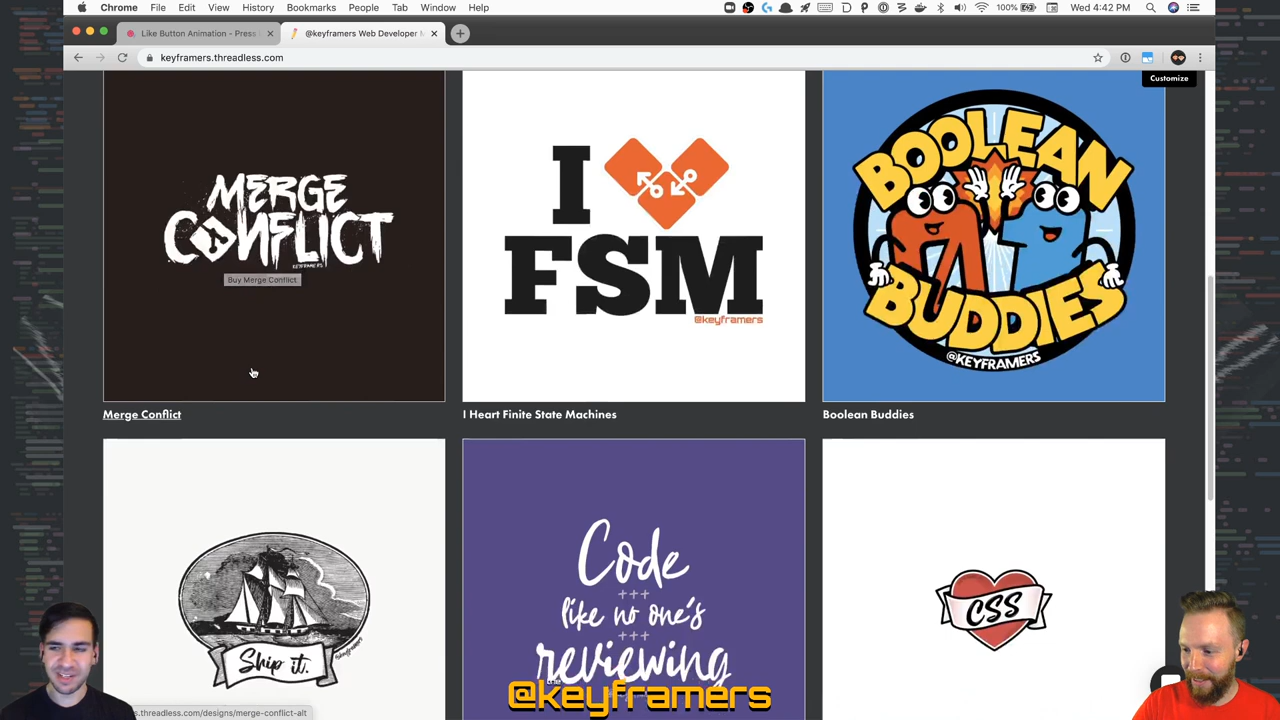 Chrome File Edit View History Bookmarks People Tab Window Help
100% Wed 4:42 PM
Like Button Animation - Press
@keyframers Web Developer M
keyframers.threadless.com
Customize
MERGE
CONFLICT
KEYFRAME.RS
Buy Merge Conflict
I
FSM
@keyframers
BOOLEAN
BUDDIES
@KEYFRAMERS
Merge Conflict
I Heart Finite State Machines
Boolean Buddies
Ship it.
Code
like no one's
reviewing
CSS
@keyframers
s.threadless.com/designs/merge-conflict-alt